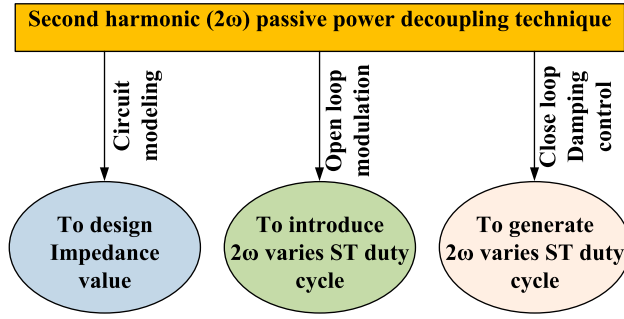 Second harmonic (2ω) passive power decoupling technique
Circuit
modeling
Open loop
modulation
Close loop
Damping
control
To design
Impedance
value
To introduce
2ω varies ST duty
cycle
To generate
2ω varies ST duty
cycle